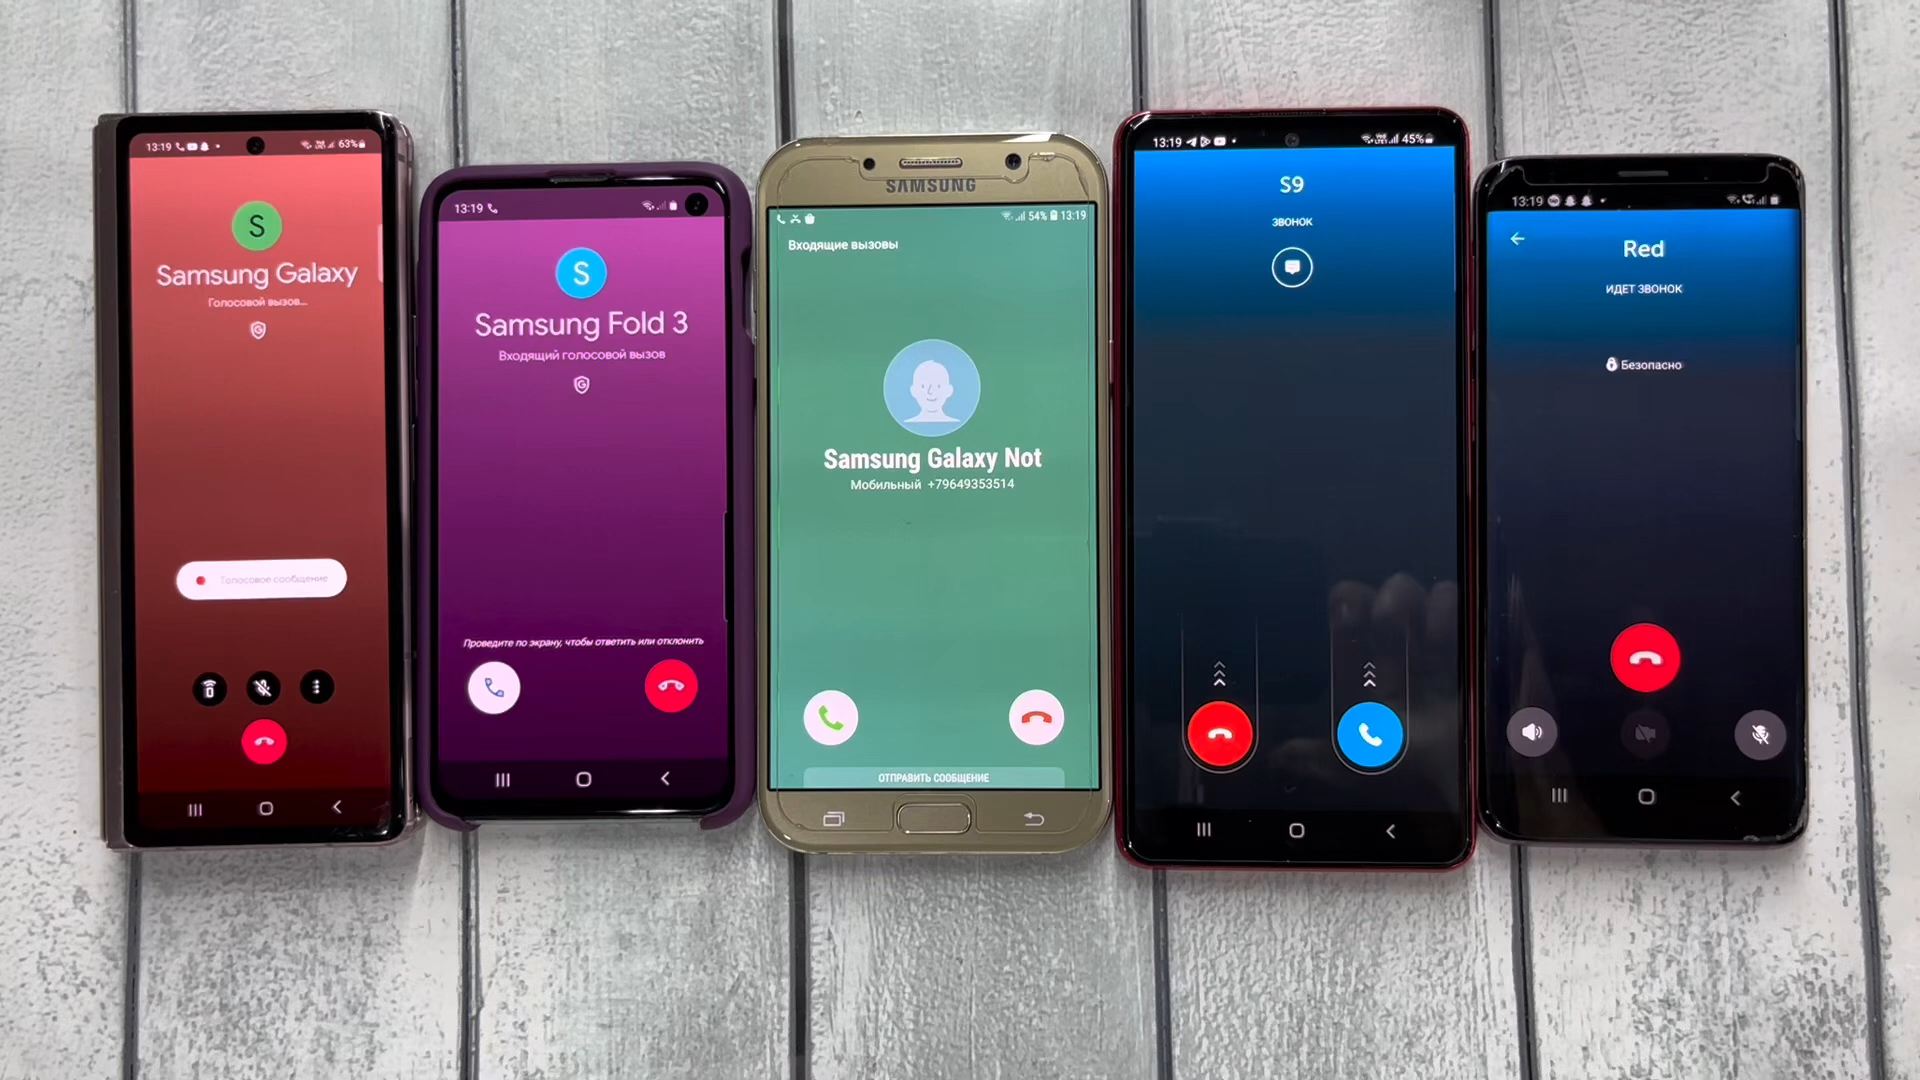 13:19
63%
S
Samsung Galaxy
Голосовой вызов...
G
Голосовое сообщение
13:19
S
Samsung Fold 3
Входящий голосовой вызов
G
Проведите по экрану, чтобы ответить или отклонить
SAMSUNG
54% 13:19
Входящие вызовы
Samsung Galaxy Not
Мобильный +79649353514
ОТПРАВИТЬ СООБЩЕНИЕ
13:19
45%
S9
ЗВОНОК
13:19
Red
ИДЕТ ЗВОНОК
Безопасно